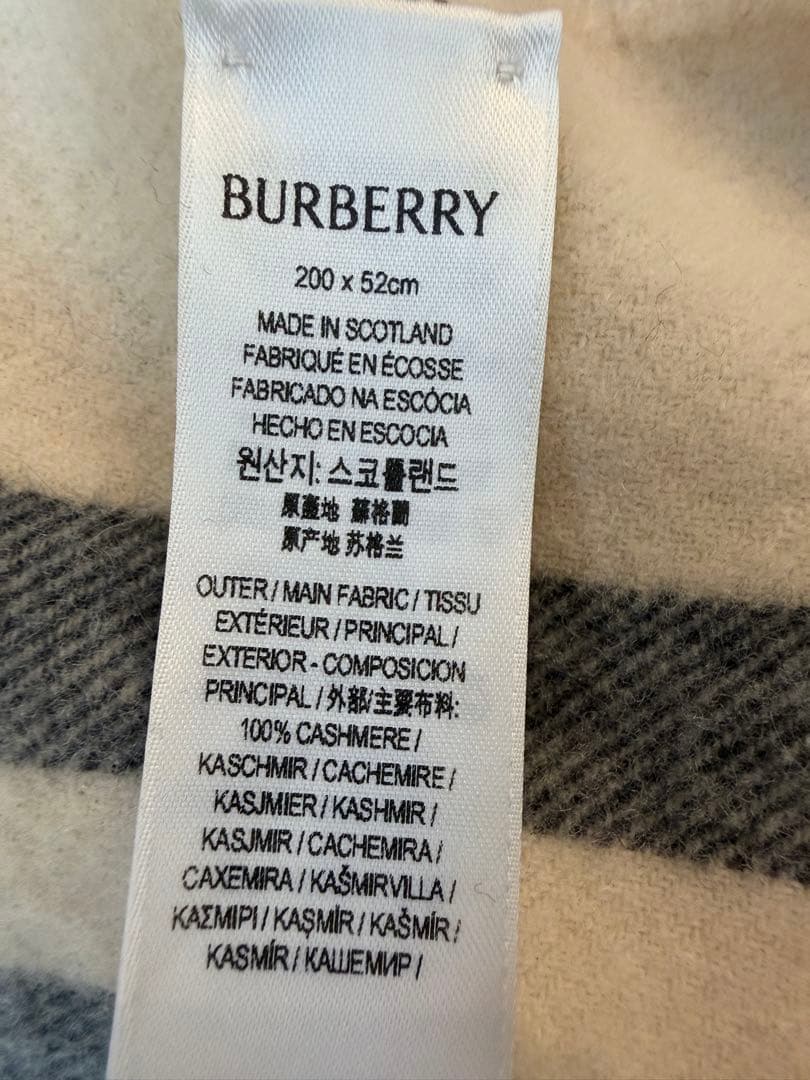 BURBERRY
200 x 52cm
MADE IN SCOTLAND
FABRIQUÉ EN ÉCOSSE
FABRICADO NA ESCÓCIA
HECHO EN ESCOCIA
원산지: 스코틀랜드
原產地 蘇格蘭
原产地 苏格兰
OUTER / MAIN FABRIC / TISSU
EXTÉRIEUR / PRINCIPAL /
EXTERIOR - COMPOSICION
PRINCIPAL / 外部/主要布料:
100% CASHMERE /
KASCHMIR / CACHEMIRE /
KASJMIER / KASHMIR /
KASJMIR / CACHEMIRA /
CAXEMIRA / KAŠMIRVILLA /
ΚΑΣΜΙΡΙ / KAŞMİR / KAŠMÍR /
KASMÍR / КАШЕМИР /